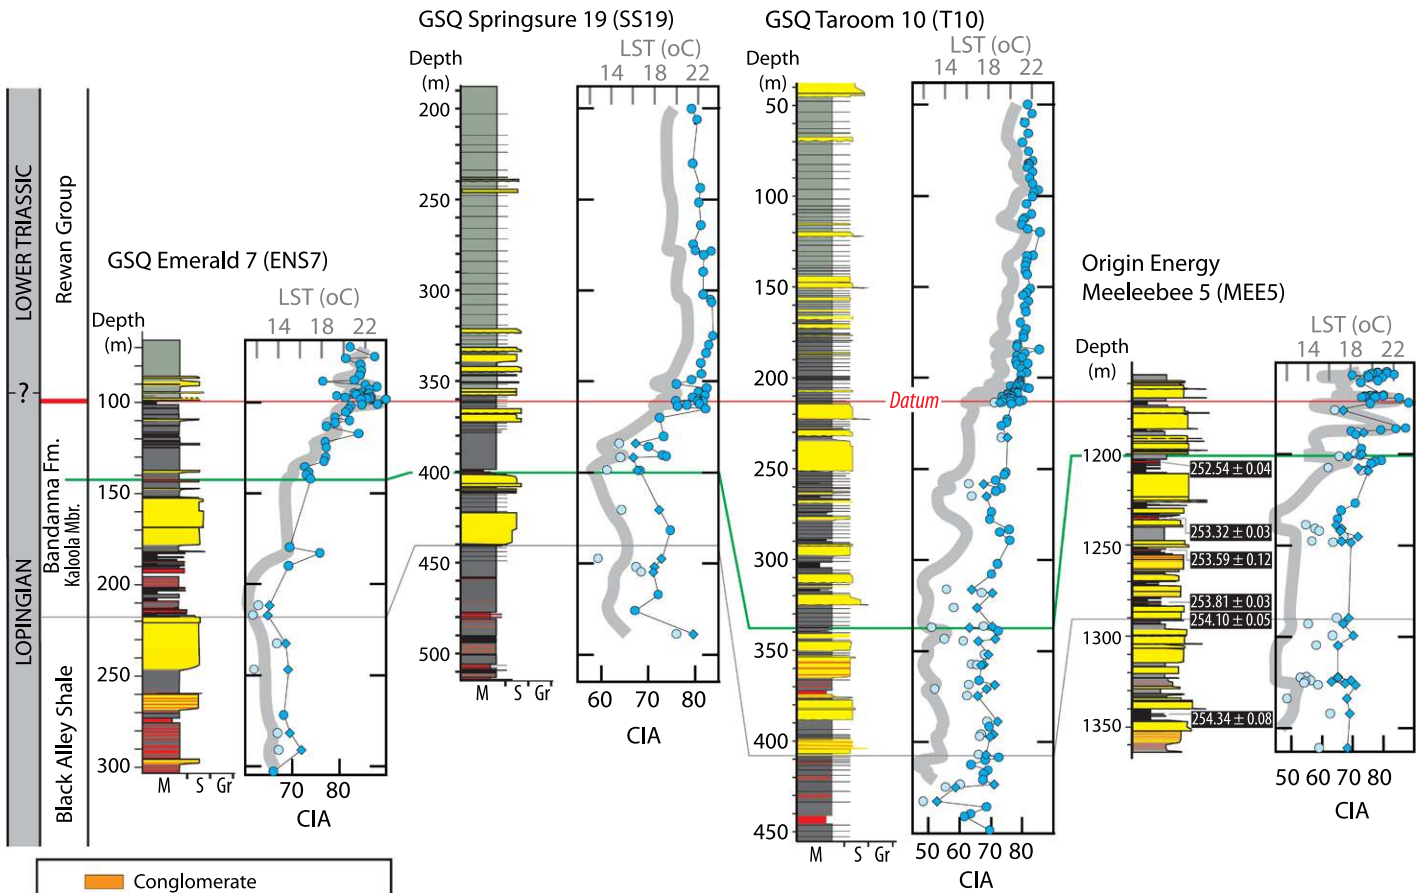 GSQ Springsure 19 (SS19)
GSQ Taroom 10 (T10)
LOWER TRIASSIC
LOPINGIAN
?
Rewan Group
Bandanna Fm.
Kaloola Mbr.
Black Alley Shale
GSQ Emerald 7 (ENS7)
LST (oC)
14 18 22
Depth
(m)
100
150
200
250
300
M S Gr
70 80
CIA
Depth
(m)
LST (oC)
14 18 22
200
250
300
350
400
450
500
M S Gr
60 70 80
CIA
Depth
(m)
LST (oC)
14 18 22
50
100
150
200
250
300
350
400
450
Datum
M S Gr
50 60 70 80
CIA
Origin Energy
Meeleebee 5 (MEE5)
LST (oC)
14 18 22
Depth
(m)
1200
1250
1300
1350
252.54 ± 0.04
253.32 ± 0.03
253.59 ± 0.12
253.81 ± 0.03
254.10 ± 0.05
254.34 ± 0.08
50 60 70 80
CIA
Conglomerate